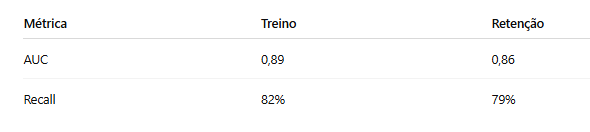 Métrica Treino Retenção
AUC 0,89 0,86
Recall 82% 79%